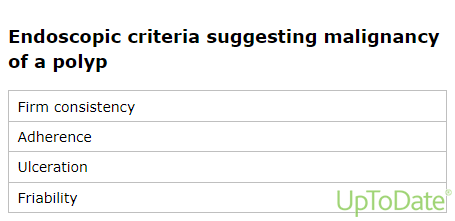 Endoscopic criteria suggesting malignancy
of a polyp
Firm consistency
Adherence
Ulceration
Friability
UpToDate®